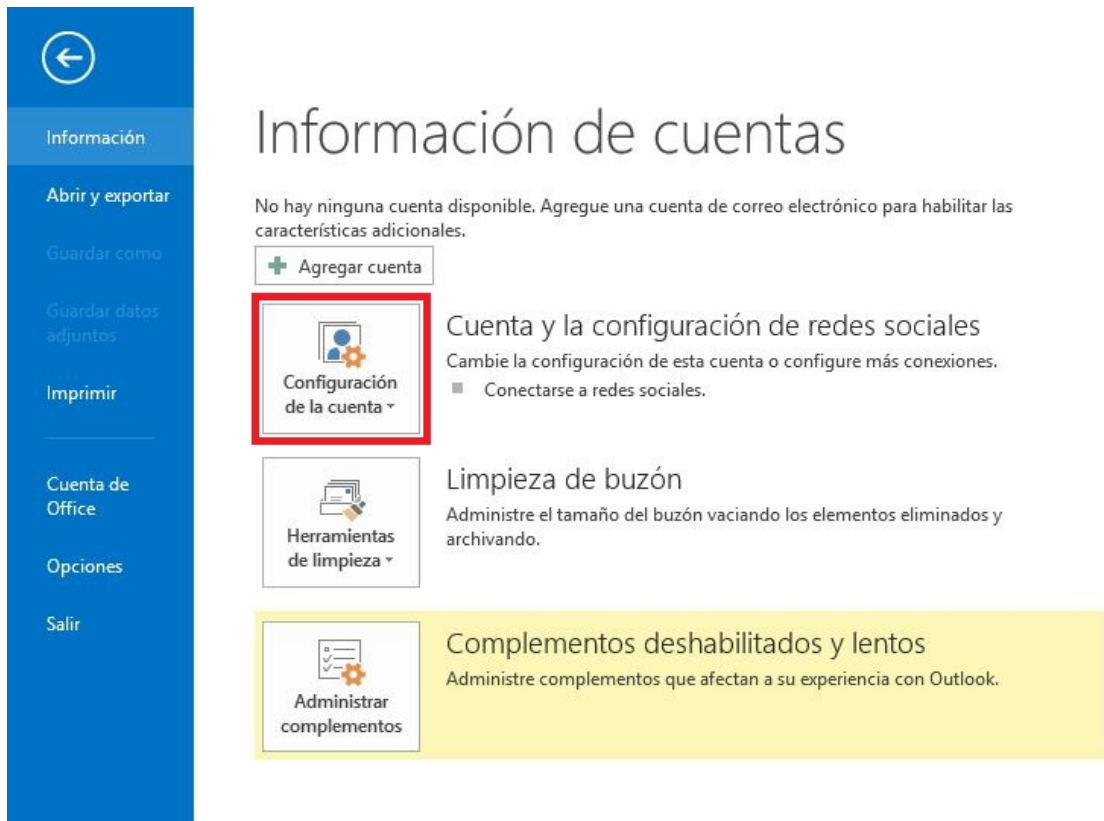 Información
Abrir y exportar
Guardar como
Guardar datos
adjuntos
Imprimir
Cuenta de
Office
Opciones
Salir
Información de cuentas
No hay ninguna cuenta disponible. Agregue una cuenta de correo electrónico para habilitar las
características adicionales.
Agregar cuenta
Configuración
de la cuenta
Cuenta y la configuración de redes sociales
Cambie la configuración de esta cuenta o configure más conexiones.
Conectarse a redes sociales.
Herramientas
de limpieza
Limpieza de buzón
Administre el tamaño del buzón vaciando los elementos eliminados y
archivando.
Administrar
complementos
Complementos deshabilitados y lentos
Administre complementos que afectan a su experiencia con Outlook.